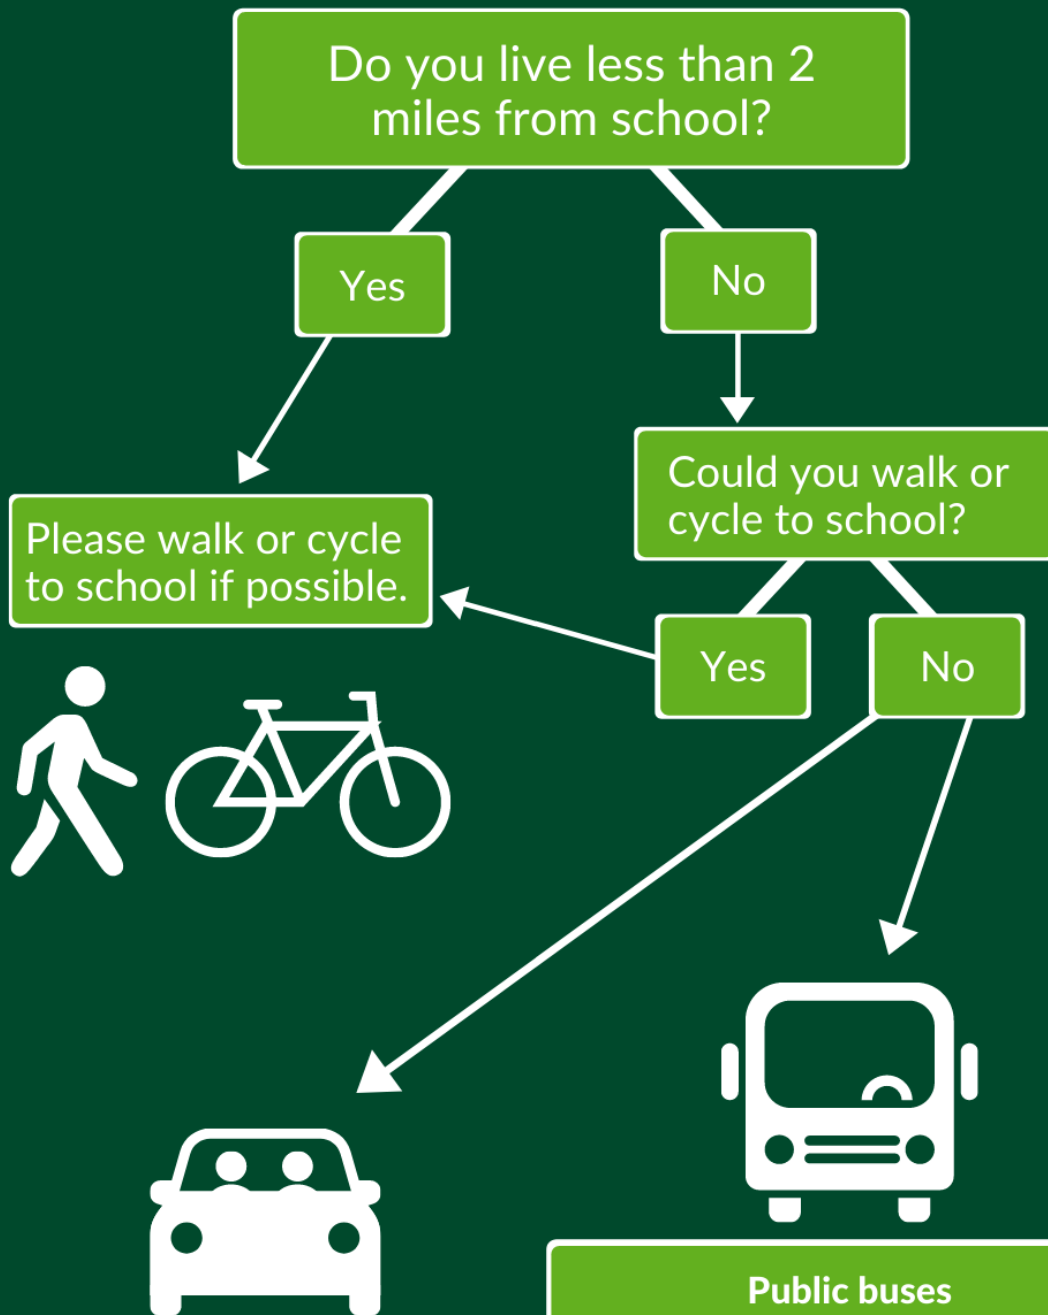 Do you live less than 2
miles from school?
Yes
No
Could you walk or
cycle to school?
Please walk or cycle
to school if possible.
Yes
No
Public buses